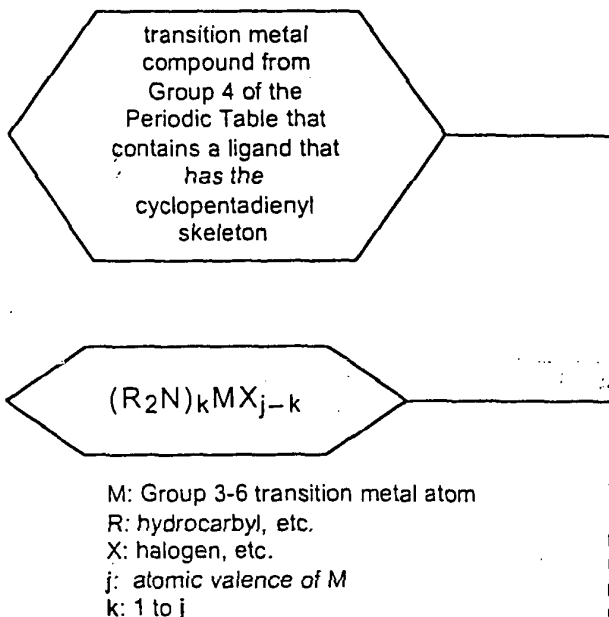 transition metal
compound from
Group 4 of the
Periodic Table that
contains a ligand that
has the
cyclopentadienyl
skeleton
(R₂N)ₖMXⱼ₋ₖ
M: Group 3-6 transition metal atom
R: hydrocarbyl, etc.
X: halogen, etc.
j: atomic valence of M
k: 1 to j